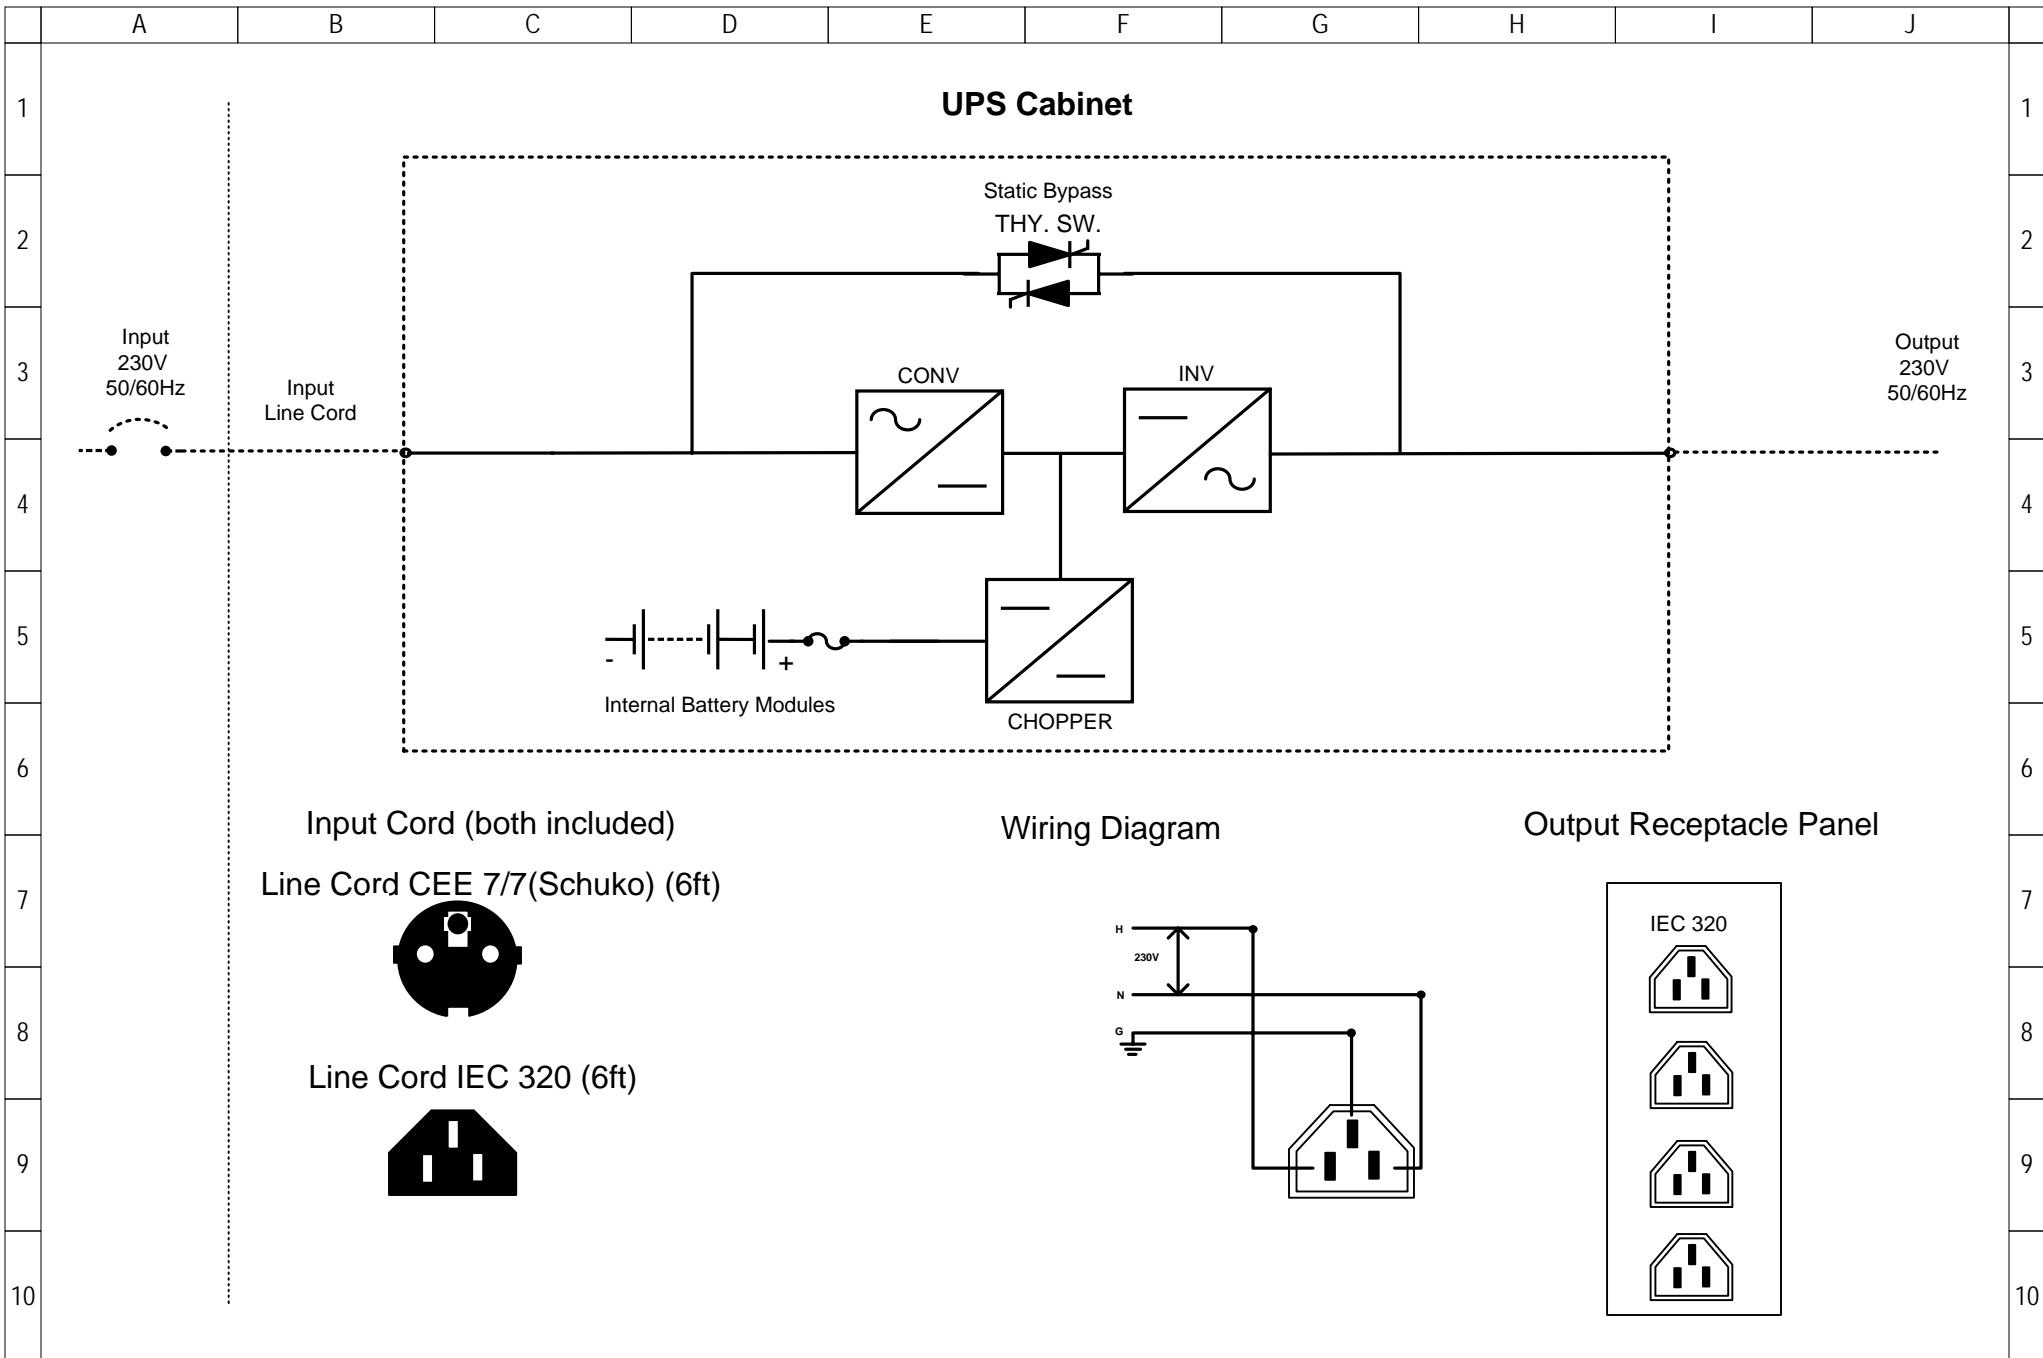 A B C D E F G H I J
1 1
UPS Cabinet
Static Bypass
THY. SW.
2 2
Input
230V
50/60Hz
Input
Line Cord
3 3
CONV
INV
Output
230V
50/60Hz
4 4
5 5
- +
Internal Battery Modules
CHOPPER
6 6
Input Cord (both included)
Wiring Diagram
Output Receptacle Panel
Line Cord CEE 7/7(Schuko) (6ft)
7 7
H
230V
N
G
IEC 320
8 8
Line Cord IEC 320 (6ft)
9 9
10 10